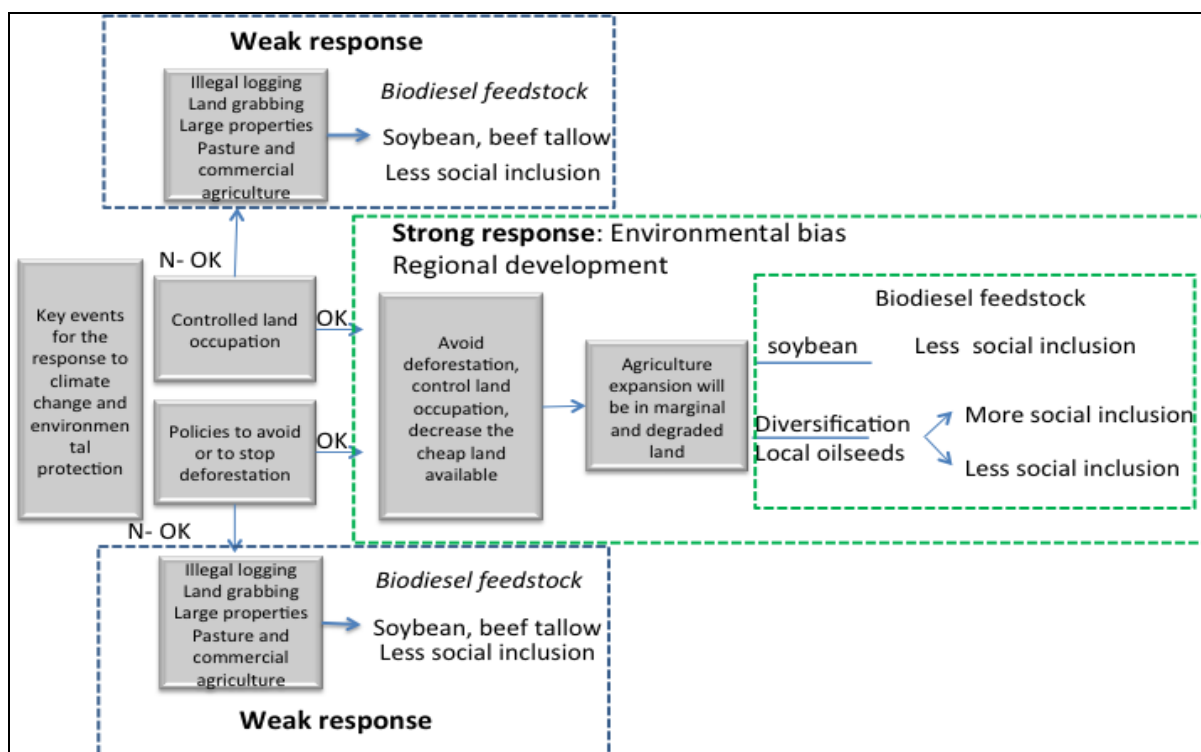 Weak response
Illegal logging
Land grabbing
Large properties
Pasture and
commercial
agriculture
Biodiesel feedstock
Soybean, beef tallow
Less social inclusion
N- OK
Key events
for the
response to
climate
change and
environmen
tal
protection
Controlled land
occupation
OK
Policies to avoid
or to stop
deforestation
OK
N- OK
Strong response: Environmental bias
Regional development
Avoid
deforestation,
control land
occupation,
decrease the
cheap land
available
Agriculture
expansion will
be in marginal
and degraded
land
Biodiesel feedstock
soybean
Less social inclusion
Diversification
Local oilseeds
More social inclusion
Less social inclusion
Illegal logging
Land grabbing
Large properties
Pasture and
commercial
agriculture
Biodiesel feedstock
Soybean, beef tallow
Less social inclusion
Weak response